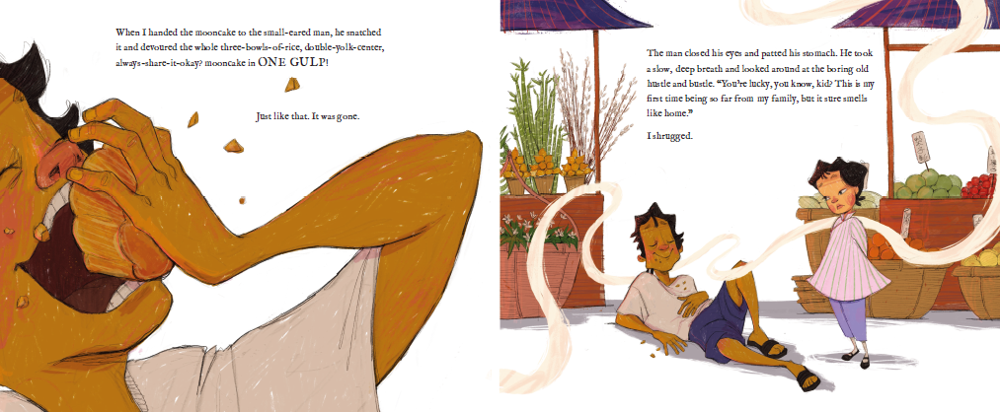 When I handed the mooncake to the small-eared man, he snatched
it and devoured the whole three-bowls-of-rice, double-yolk-center,
always-share-it-okay? mooncake in ONE GULP!
Just like that. It was gone.
The man closed his eyes and patted his stomach. He took
a slow, deep breath and looked around at the boring old
hustle and bustle. “You’re lucky, you know, kid? This is my
first time being so far from my family, but it sure smells
like home.”
I shrugged.